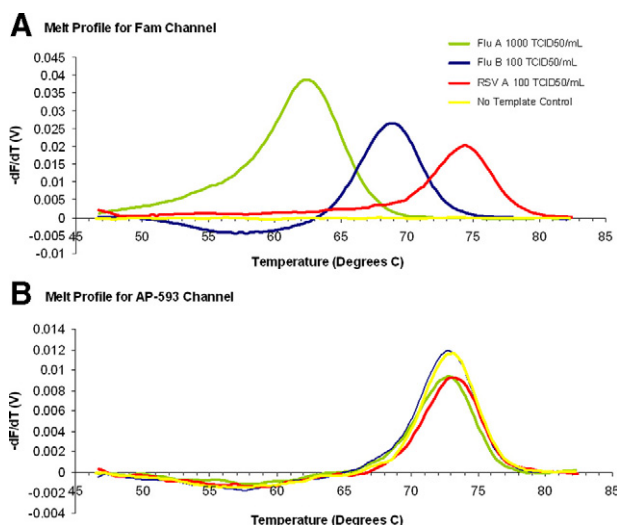 A Melt Profile for Fam Channel
Flu A 1000 TCID50/mL
Flu B 100 TCID50/mL
RSV A 100 TCID50/mL
No Template Control
-dF/dT (V)
0.045
0.04
0.035
0.03
0.025
0.02
0.015
0.01
0.005
0
-0.005
-0.01
45 50 55 60 65 70 75 80 85
Temperature (Degrees C)
B Melt Profile for AP-593 Channel
-dF/dT (V)
0.014
0.012
0.01
0.008
0.006
0.004
0.002
0
-0.002
-0.004
45 50 55 60 65 70 75 80 85
Temperature (Degrees C)